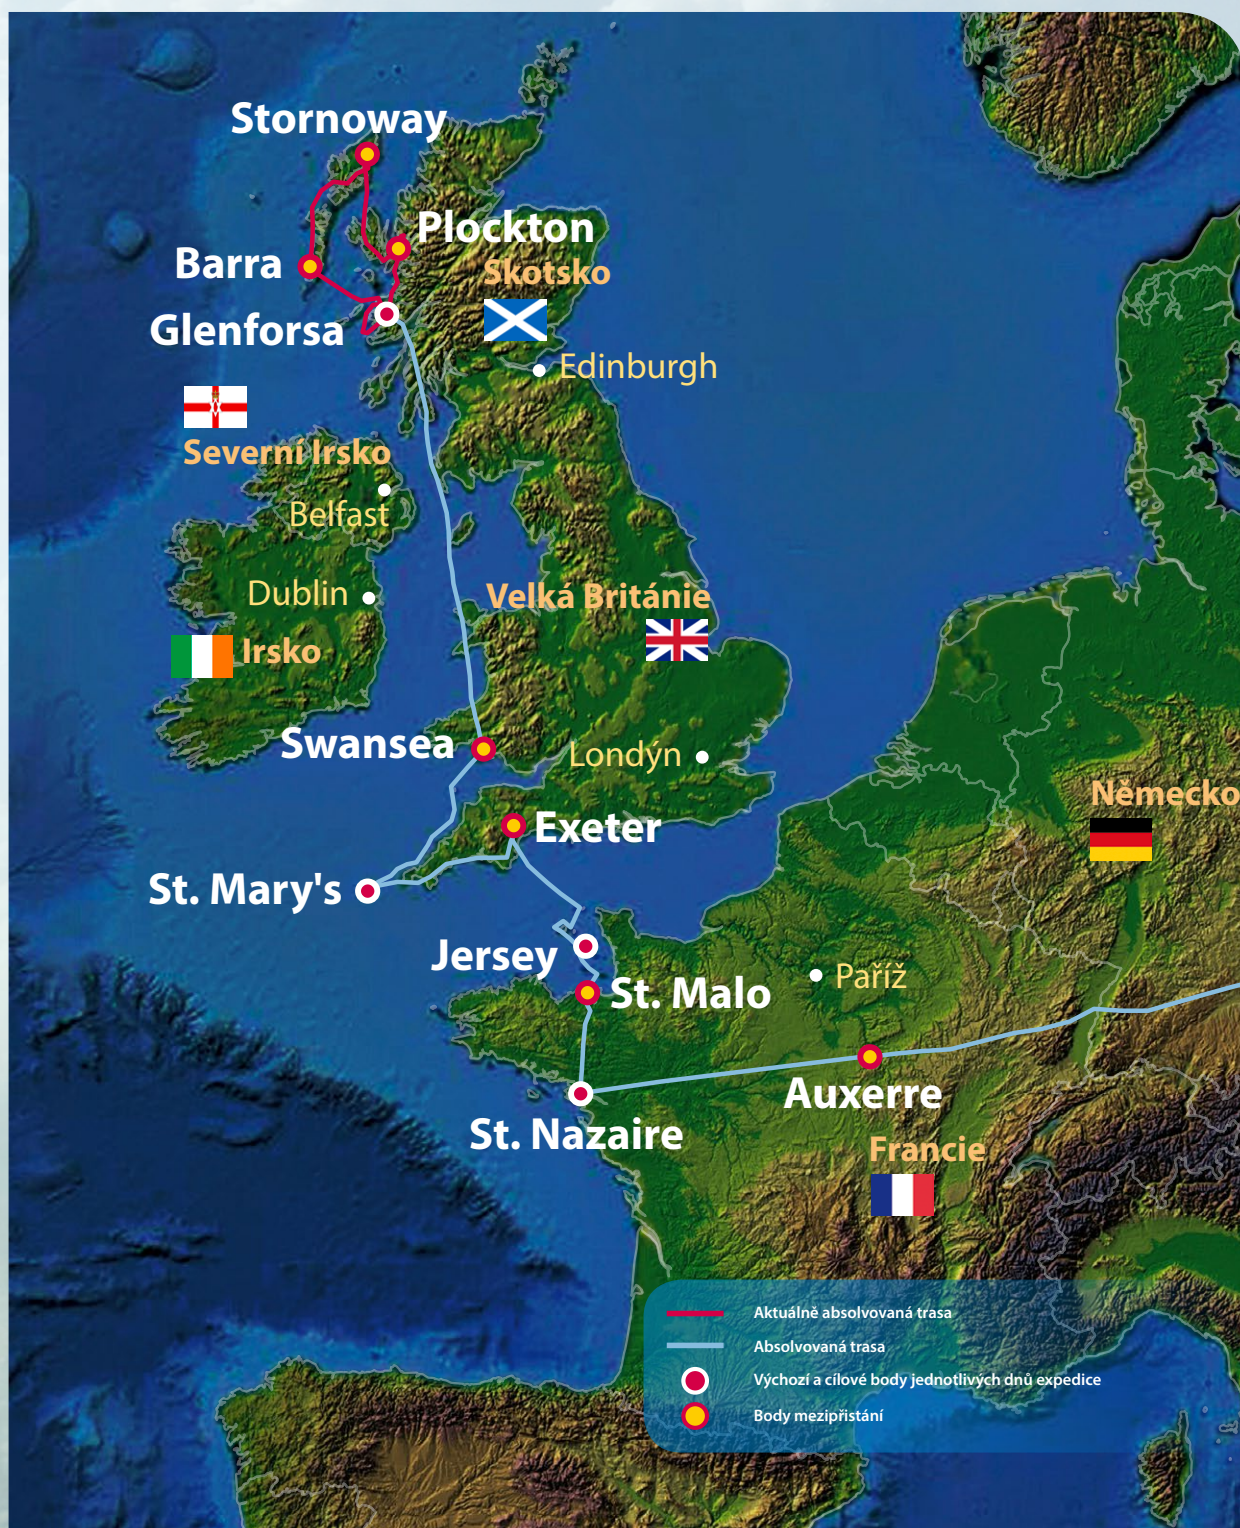 Stornoway
Plockton
Barra
Skotsko
Glenforsa
Edinburgh
Severní Irsko
Belfast
Dublin
Velká Británie
Irsko
Swansea
Londýn
Německo
Exeter
St. Mary's
Jersey
Paříž
St. Malo
Auxerre
St. Nazaire
Francie
Aktuálně absolvovaná trasa
Absolvovaná trasa
Výchozí a cílové body jednotlivých dnů expedice
Body mezipřistání